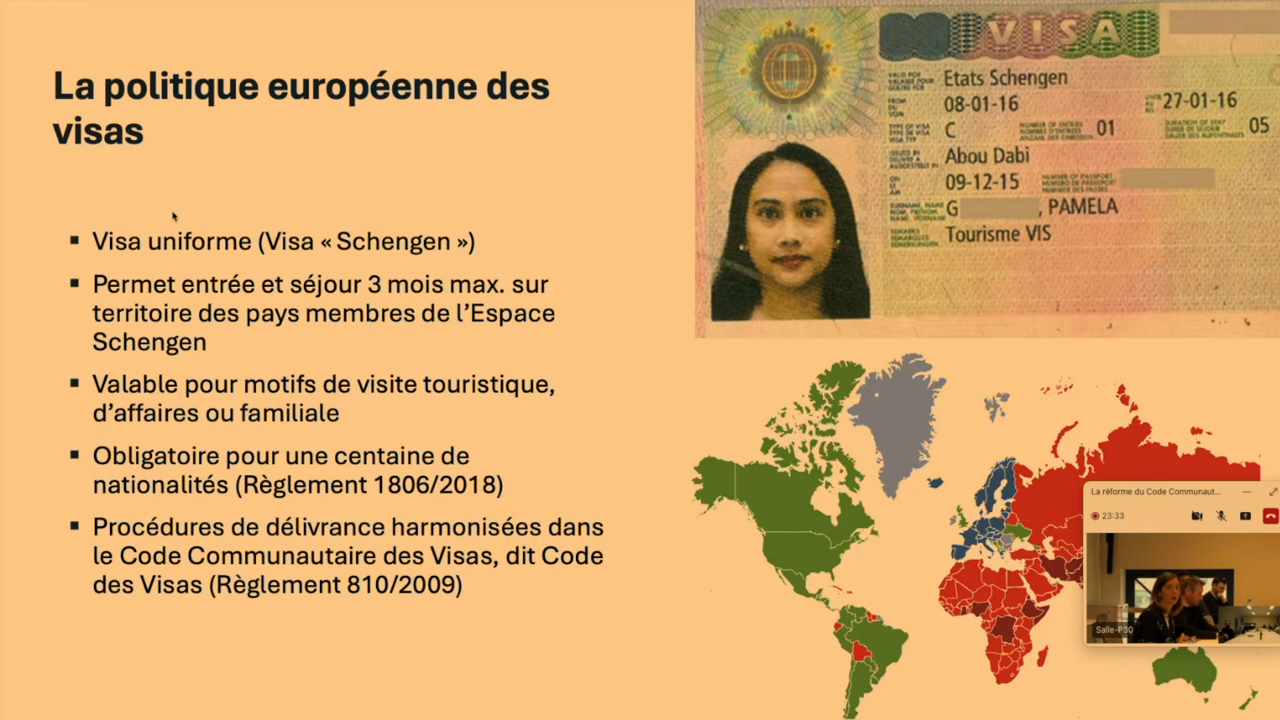 La politique européenne des
visas
▪ Visa uniforme (Visa « Schengen »)
▪ Permet entrée et séjour 3 mois max. sur
territoire des pays membres de l’Espace
Schengen
▪ Valable pour motifs de visite touristique,
d’affaires ou familiale
▪ Obligatoire pour une centaine de
nationalités (Règlement 1806/2018)
▪ Procédures de délivrance harmonisées dans
le Code Communautaire des Visas, dit Code
des Visas (Règlement 810/2009)
VISA
Etats Schengen
08-01-16 27-01-16
C 01 05
Abou Dabi
09-12-15
G , PAMELA
Tourisme VIS
La réforme du Code Communaut...
23:33
Salle-P30